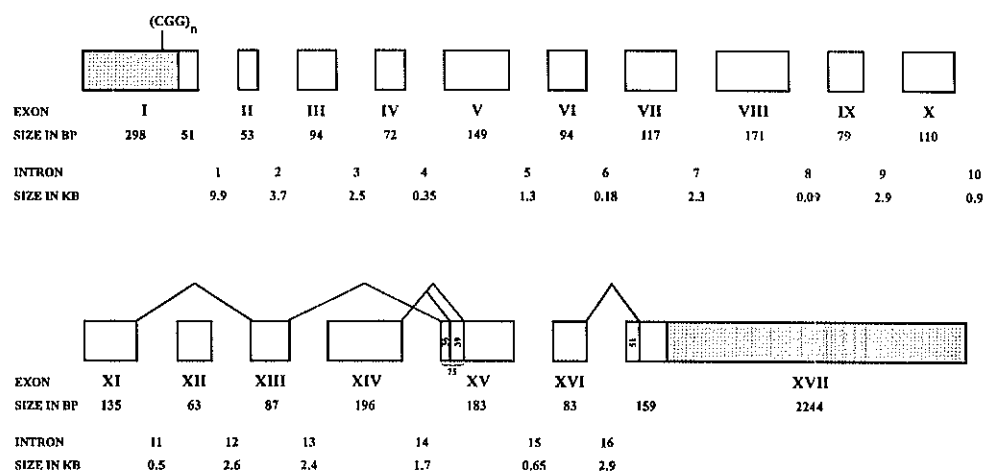 (CGG)n
EXON I II III IV V VI VII VIII IX X
SIZE IN BP 298 51 53 94 72 149 94 117 171 79 110
INTRON 1 2 3 4 5 6 7 8 9 10
SIZE IN KB 9.9 3.7 2.5 0.35 1.3 0.18 2.3 0.09 2.9 0.9
36 39 51
75
EXON XI XII XIII XIV XV XVI XVII
SIZE IN BP 135 63 87 196 183 83 159 2244
INTRON 11 12 13 14 15 16
SIZE IN KB 0.5 2.6 2.4 1.7 0.65 2.9